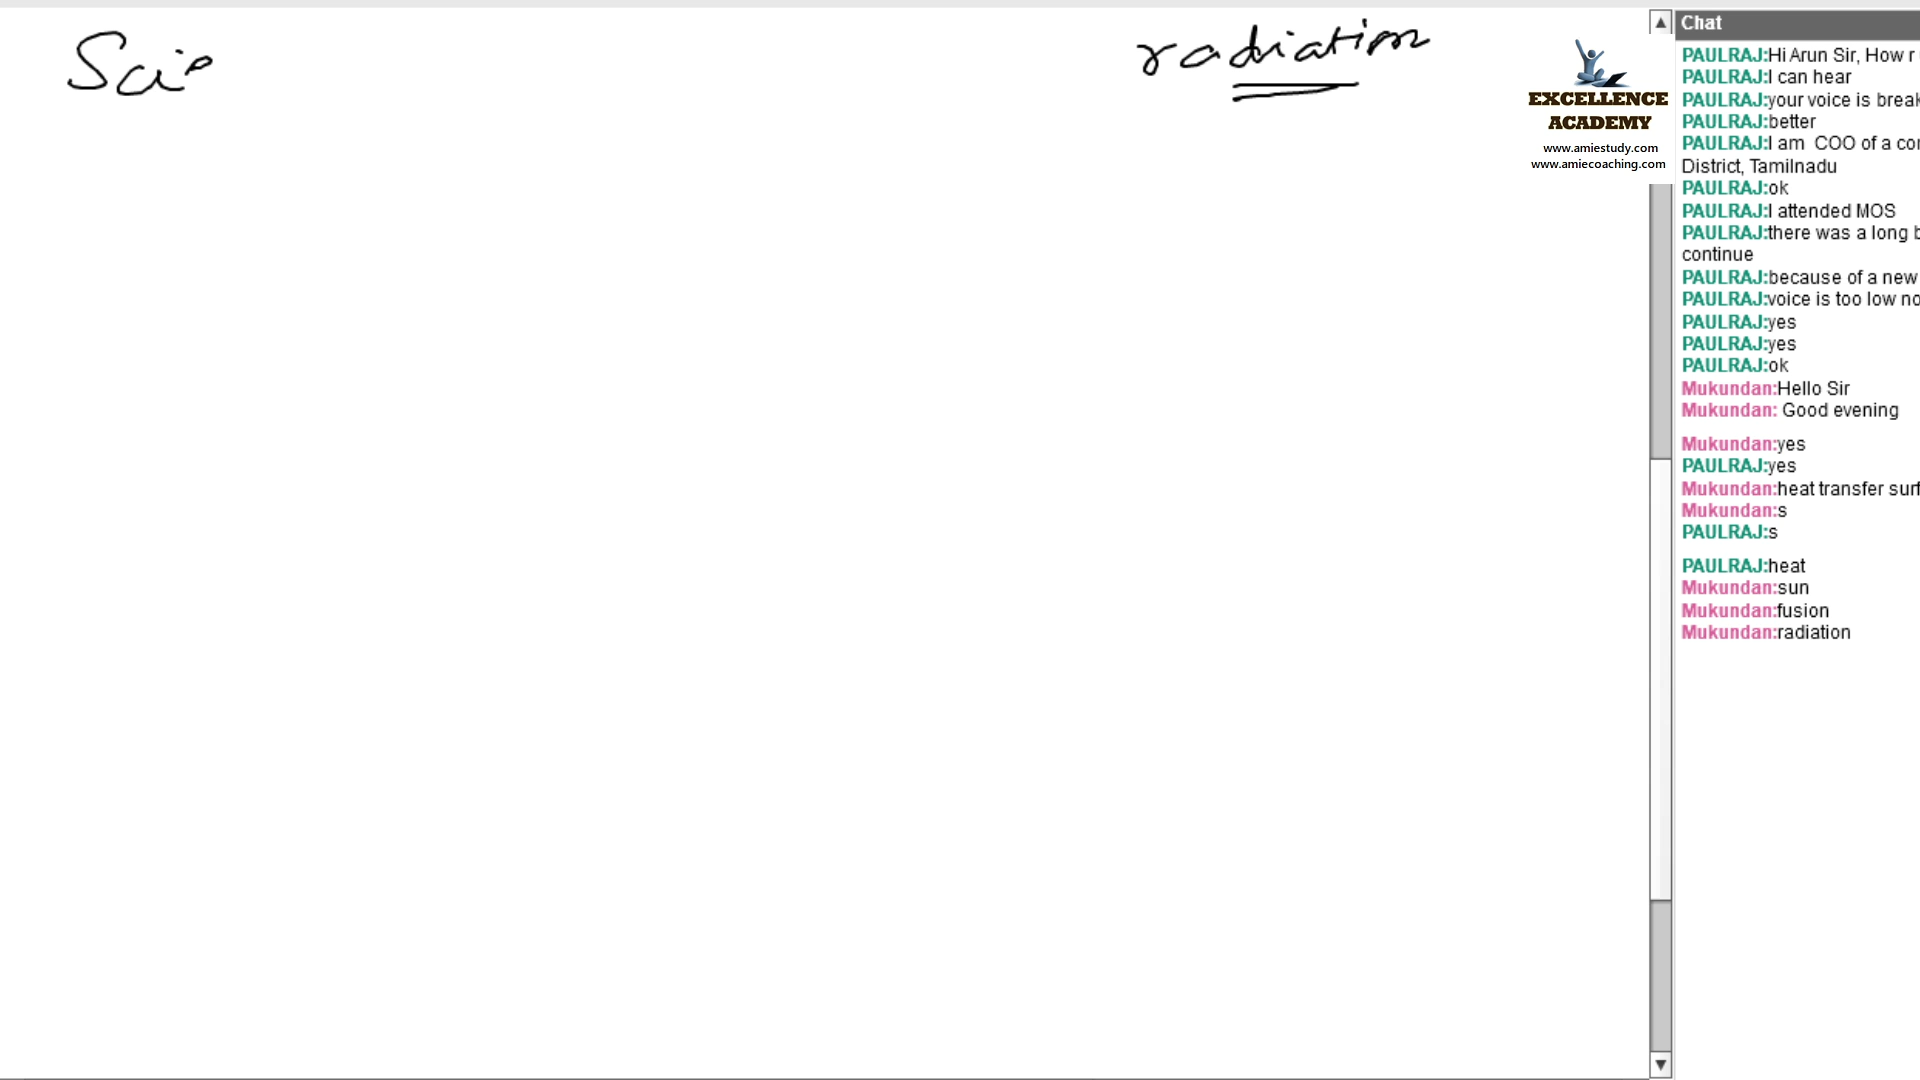 Scie
radiation
EXCELLENCE
ACADEMY
www.amiestudy.com
www.amiecoaching.com
Chat
PAULRAJ:Hi Arun Sir, How r
PAULRAJ:I can hear
PAULRAJ:your voice is break
PAULRAJ:better
PAULRAJ:I am COO of a co
District, Tamilnadu
PAULRAJ:ok
PAULRAJ:I attended MOS
PAULRAJ:there was a long b
continue
PAULRAJ:because of a new
PAULRAJ:voice is too low no
PAULRAJ:yes
PAULRAJ:yes
PAULRAJ:ok
Mukundan:Hello Sir
Mukundan: Good evening
Mukundan:yes
PAULRAJ:yes
Mukundan:heat transfer surf
Mukundan:s
PAULRAJ:s
PAULRAJ:heat
Mukundan:sun
Mukundan:fusion
Mukundan:radiation